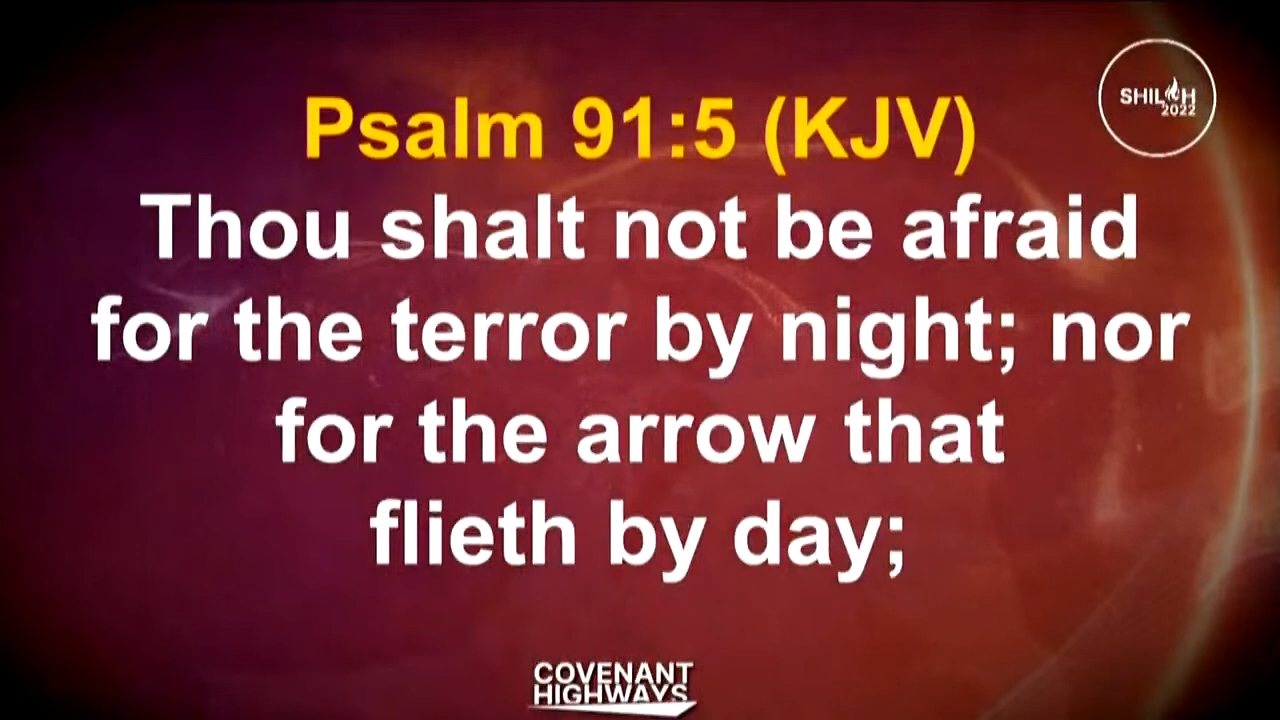 Psalm 91:5 (KJV)
SHILOH
2022
Thou shalt not be afraid
for the terror by night; nor
for the arrow that
flieth by day;
COVENANT
HIGHWAYS